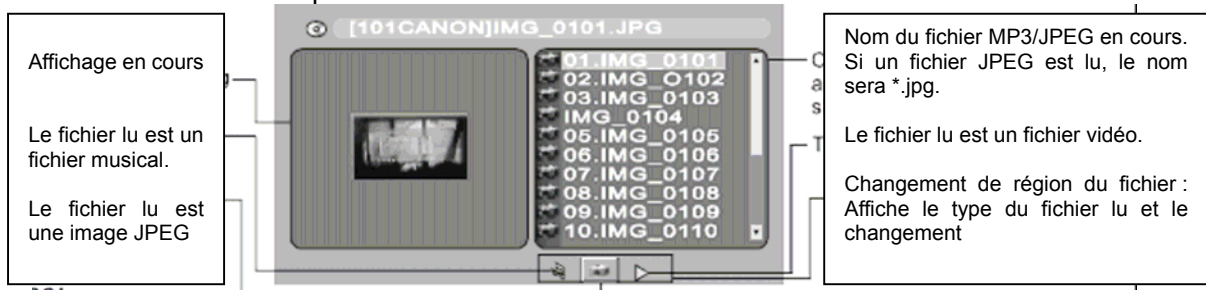 Affichage en cours
Le fichier lu est un
fichier musical.
Le fichier lu est
une image JPEG
[101CANON]IMG_0101.JPG
01.IMG_0101
02.IMG_O102
03.IMG_0103
IMG_0104
05.IMG_0105
06.IMG_0106
07.IMG_0107
08.IMG_0108
09.IMG_0109
10.IMG_0110
Nom du fichier MP3/JPEG en cours.
Si un fichier JPEG est lu, le nom
sera *.jpg.
Le fichier lu est un fichier vidéo.
Changement de région du fichier :
Affiche le type du fichier lu et le
changement